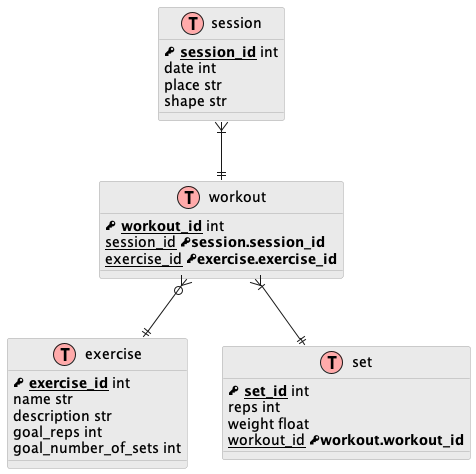 T session
session_id int
date int
place str
shape str
T workout
workout_id int
session_id session.session_id
exercise_id exercise.exercise_id
T exercise
exercise_id int
name str
description str
goal_reps int
goal_number_of_sets int
T set
set_id int
reps int
weight float
workout_id workout.workout_id